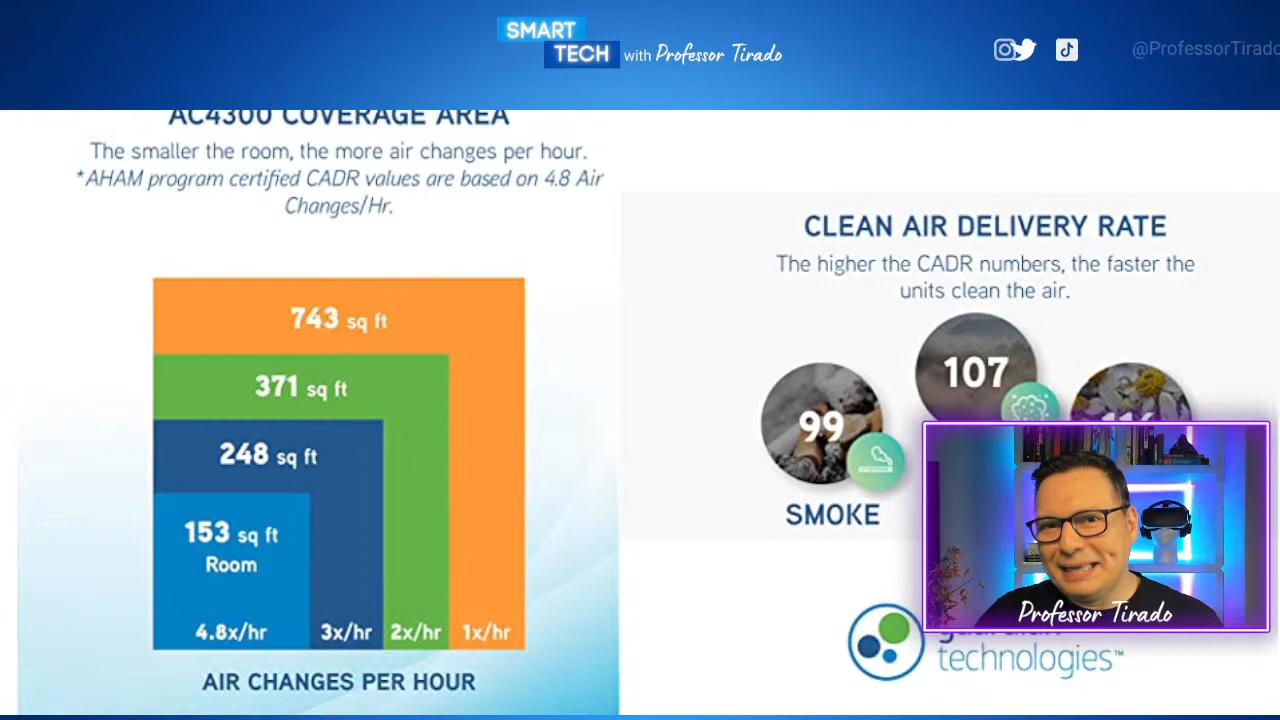 SMART
TECH with Professor Tirado
@ProfessorTirado
AC4300 COVERAGE AREA
The smaller the room, the more air changes per hour.
*AHAM program certified CADR values are based on 4.8 Air
Changes/Hr.
743 sq ft
371 sq ft
248 sq ft
153 sq ft
Room
4.8x/hr 3x/hr 2x/hr 1x/hr
AIR CHANGES PER HOUR
CLEAN AIR DELIVERY RATE
The higher the CADR numbers, the faster the
units clean the air.
107
99
SMOKE
Professor Tirado
technologies™